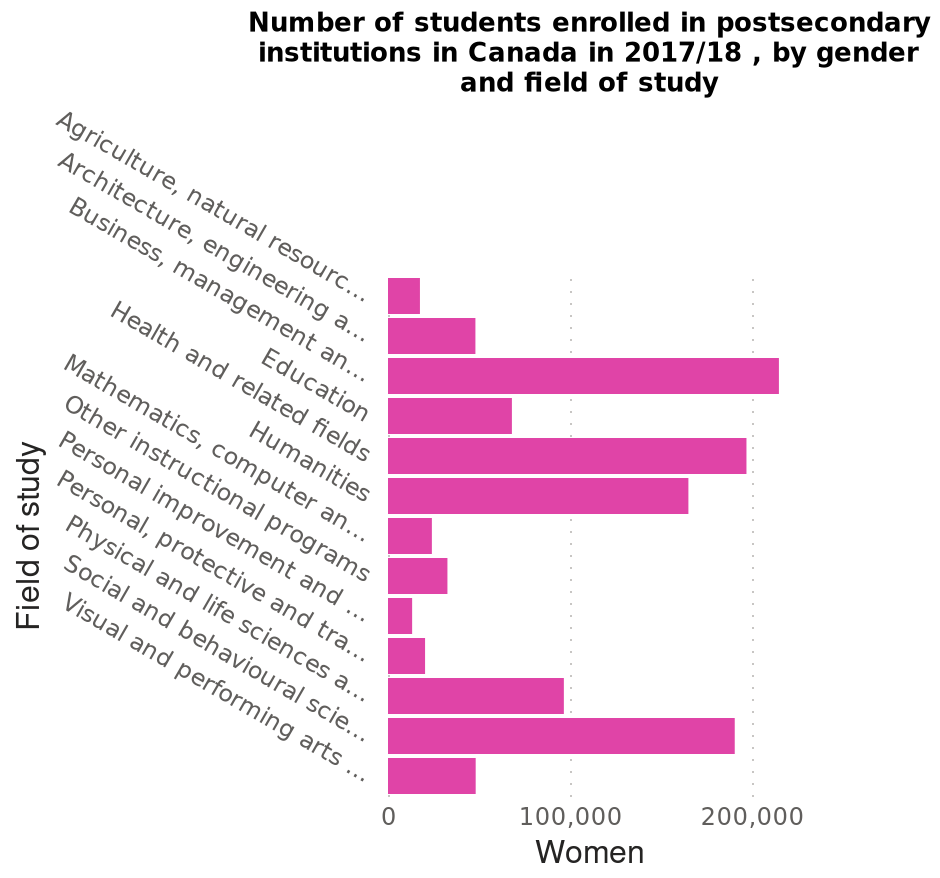 Number of students enrolled in postsecondary
institutions in Canada in 2017/18 , by gender
and field of study
Agriculture, natural resourc...
Architecture, engineering a...
Business, management an...
Education
Health and related fields
Humanities
Mathematics, computer an...
Other instructional programs
Personal improvement and ...
Personal, protective and tra...
Physical and life sciences a...
Social and behavioural scie...
Visual and performing arts ...
Field of study
0
100,000
200,000
Women